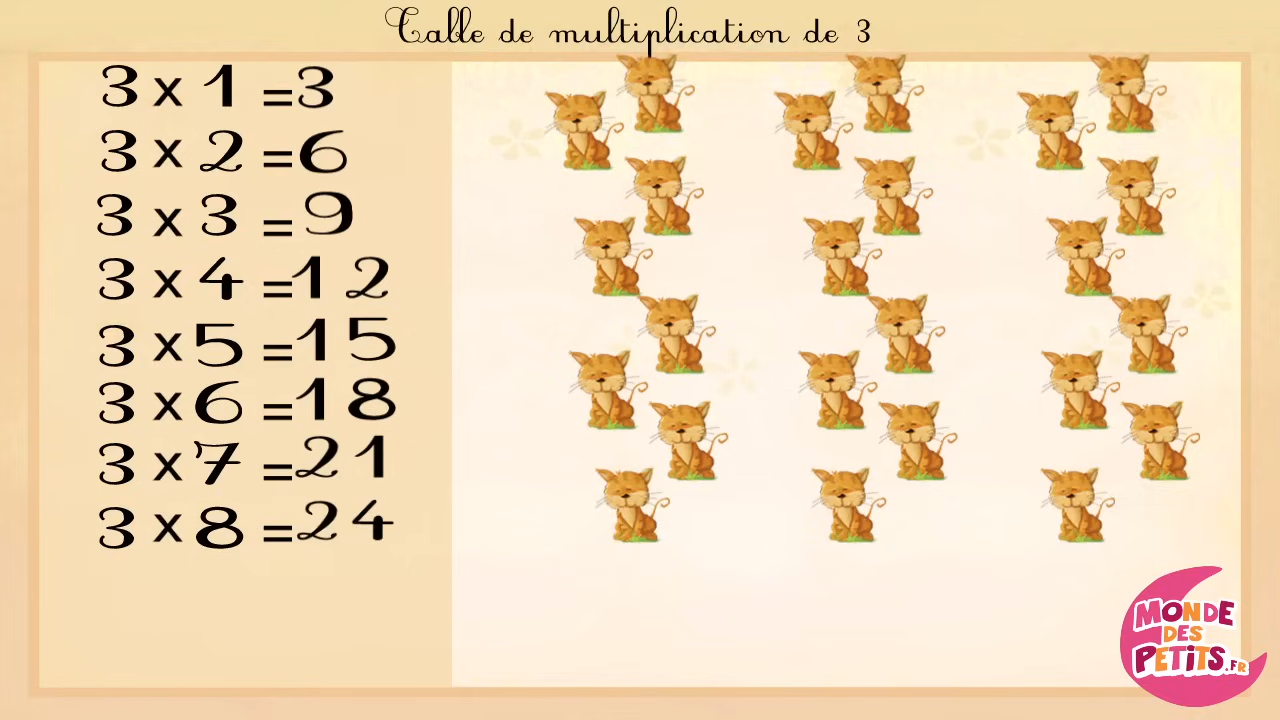 Table de multiplication de 3
3 x 1 =3
3 x 2 =6
3 x 3 =9
3 x 4 =12
3 x 5 =15
3 x 6 =18
3 x 7 =21
3 x 8 =24
MONDE
DES
PETITS.FR